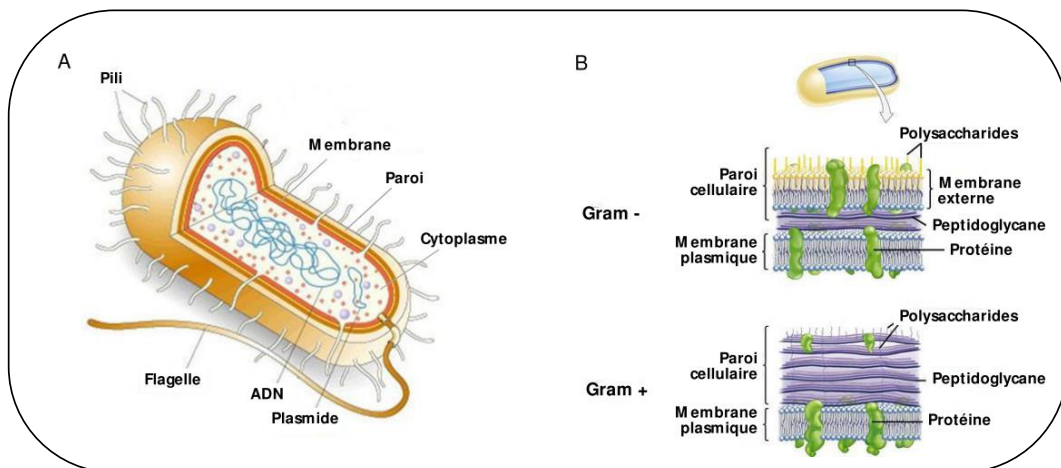 A
Pili
Membrane
Paroi
Cytoplasme
Flagelle
ADN
Plasmide
B
Polysaccharides
Paroi
cellulaire
Membrane
externe
Gram -
Peptidoglycane
Membrane
plasmique
Protéine
Polysaccharides
Paroi
cellulaire
Gram +
Peptidoglycane
Membrane
plasmique
Protéine